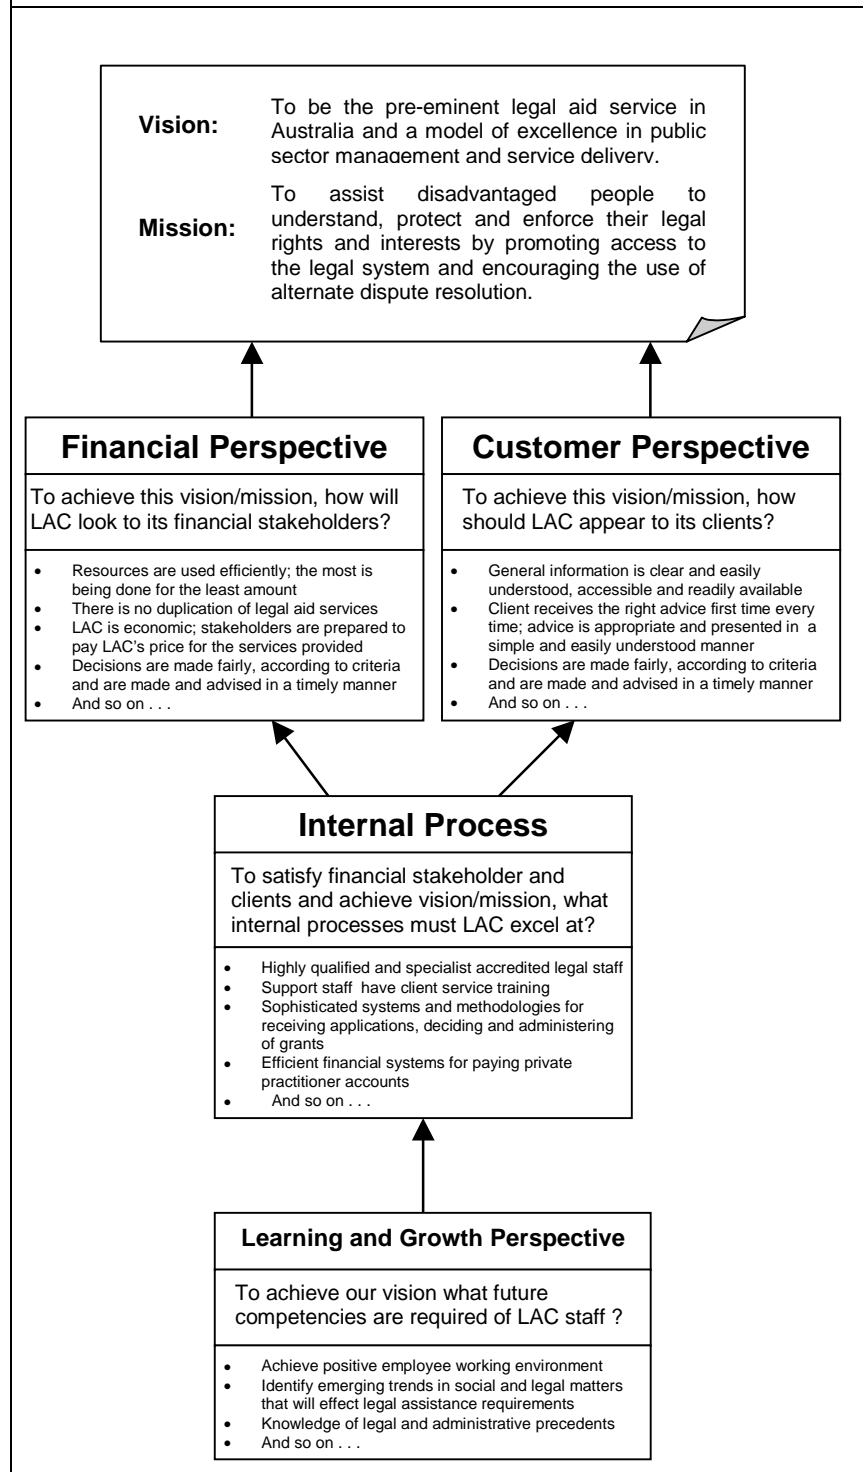 Vision:
To be the pre-eminent legal aid service in
Australia and a model of excellence in public
sector management and service delivery.
Mission:
To assist disadvantaged people to
understand, protect and enforce their legal
rights and interests by promoting access to
the legal system and encouraging the use of
alternate dispute resolution.
Financial Perspective
To achieve this vision/mission, how will
LAC look to its financial stakeholders?
• Resources are used efficiently; the most is
being done for the least amount
• There is no duplication of legal aid services
• LAC is economic; stakeholders are prepared to
pay LAC's price for the services provided
• Decisions are made fairly, according to criteria
and are made and advised in a timely manner
• And so on . . .
Customer Perspective
To achieve this vision/mission, how
should LAC appear to its clients?
• General information is clear and easily
understood, accessible and readily available
• Client receives the right advice first time every
time; advice is appropriate and presented in a
simple and easily understood manner
• Decisions are made fairly, according to criteria
and are made and advised in a timely manner
• And so on . . .
Internal Process
To satisfy financial stakeholder and
clients and achieve vision/mission, what
internal processes must LAC excel at?
• Highly qualified and specialist accredited legal staff
• Support staff have client service training
• Sophisticated systems and methodologies for
receiving applications, deciding and administering
of grants
• Efficient financial systems for paying private
practitioner accounts
• And so on . . .
Learning and Growth Perspective
To achieve our vision what future
competencies are required of LAC staff ?
• Achieve positive employee working environment
• Identify emerging trends in social and legal matters
that will effect legal assistance requirements
• Knowledge of legal and administrative precedents
• And so on . . .